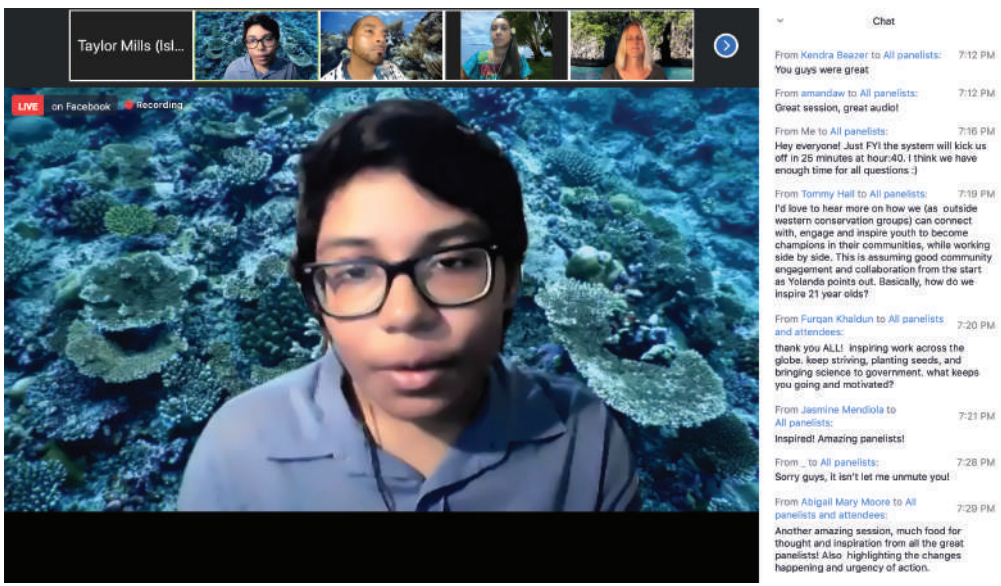 Taylor Mills (Isl...
LIVE on Facebook Recording
Chat
From Kendra Beazer to All panelists: 7:12 PM
You guys were great
From amandaw to All panelists: 7:12 PM
Great session, great audio!
From Me to All panelists: 7:16 PM
Hey everyone! Just FYI the system will kick us
off in 25 minutes at hour:40. I think we have
enough time for all questions :)
From Tommy Hall to All panelists: 7:19 PM
I'd love to hear more on how we (as outside
western conservation groups) can connect
with, engage and inspire youth to become
champions in their communities, while working
side by side. This is assuming good community
engagement and collaboration from the start
as Yolanda points out. Basically, how do we
inspire 21 year olds?
From Furqan Khaldun to All panelists
and attendees: 7:20 PM
thank you ALL! inspiring work across the
globe. keep striving, planting seeds, and
bringing science to government. what keeps
you going and motivated?
From Jasmine Mendiola to
All panelists: 7:21 PM
Inspired! Amazing panelists!
From _ to All panelists: 7:28 PM
Sorry guys, it isn't let me unmute you!
From Abigail Mary Moore to All
panelists and attendees: 7:29 PM
Another amazing session, much food for
thought and inspiration from all the great
panelists! Also highlighting the changes
happening and urgency of action.